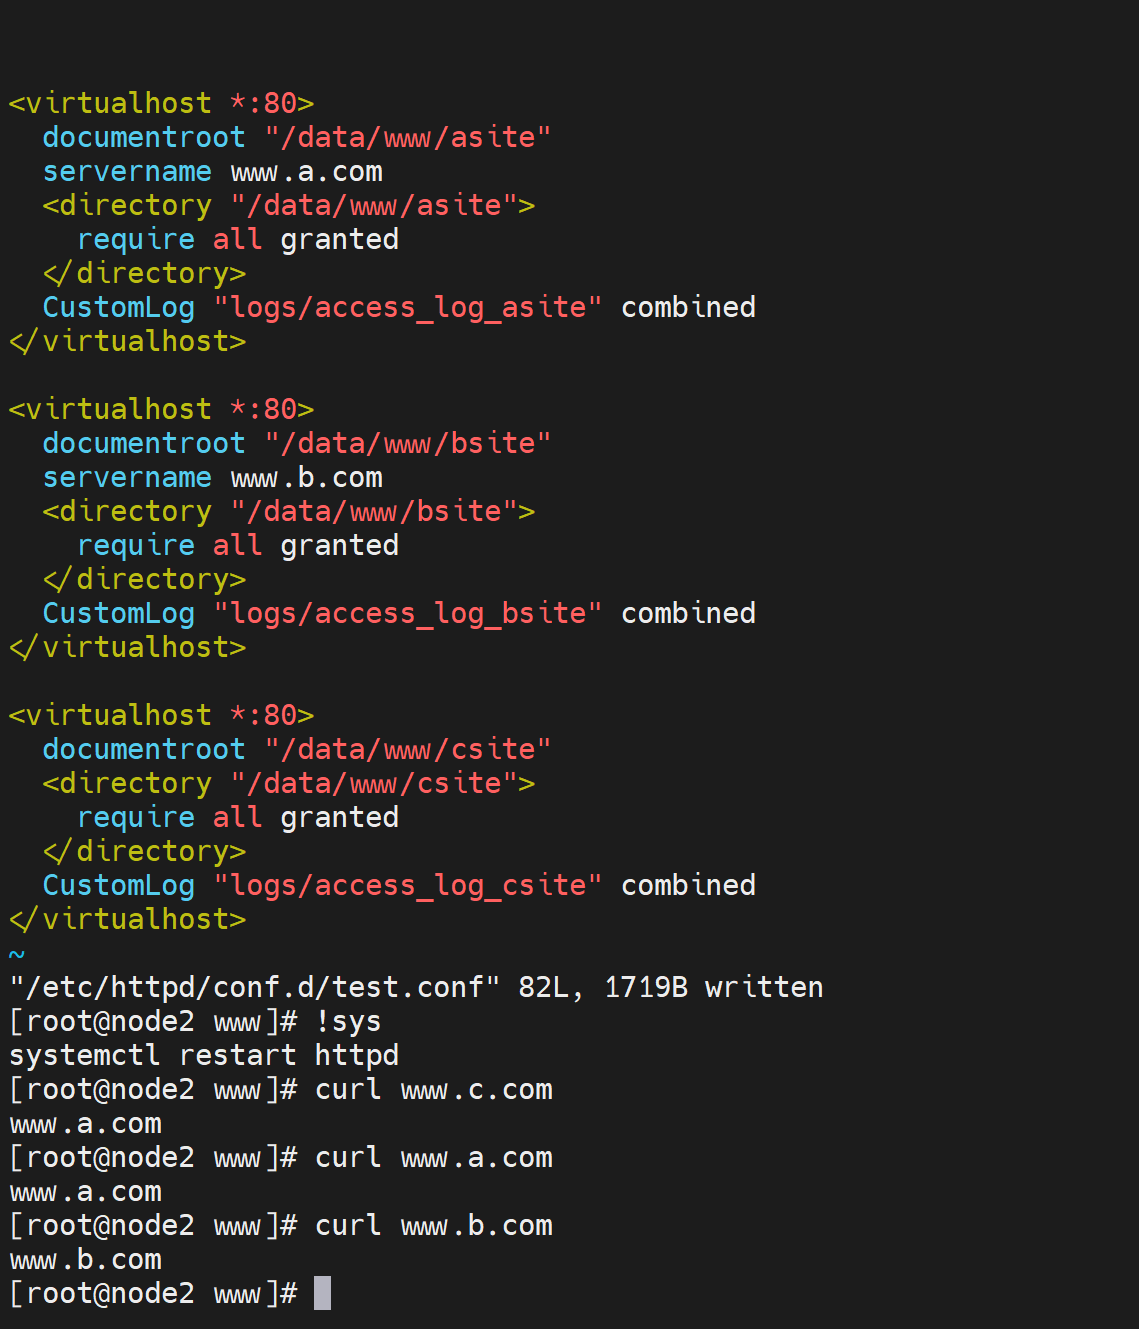 <virtualhost *:80>
  documentroot "/data/www/asite"
  servername www.a.com
  <directory "/data/www/asite">
    require all granted
  </directory>
  CustomLog "logs/access_log_asite" combined
</virtualhost>

<virtualhost *:80>
  documentroot "/data/www/bsite"
  servername www.b.com
  <directory "/data/www/bsite">
    require all granted
  </directory>
  CustomLog "logs/access_log_bsite" combined
</virtualhost>

<virtualhost *:80>
  documentroot "/data/www/csite"
  <directory "/data/www/csite">
    require all granted
  </directory>
  CustomLog "logs/access_log_csite" combined
</virtualhost>
~
"/etc/httpd/conf.d/test.conf" 82L, 1719B written
[root@node2 www]# !sys
systemctl restart httpd
[root@node2 www]# curl www.c.com
www.a.com
[root@node2 www]# curl www.a.com
www.a.com
[root@node2 www]# curl www.b.com
www.b.com
[root@node2 www]#